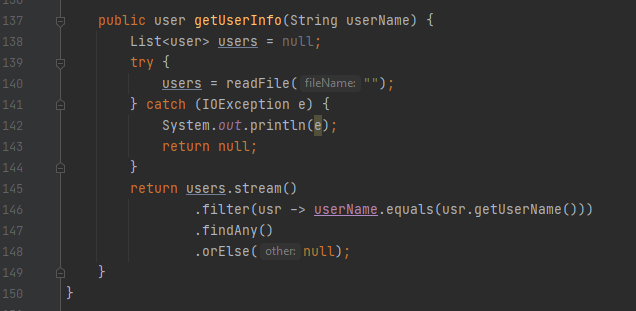 137 public user getUserInfo(String userName) {
138 List<user> users = null;
139 try {
140 users = readFile( fileName: "");
141 } catch (IOException e) {
142 System.out.println(e);
143 return null;
144 }
145 return users.stream()
146 .filter(usr -> userName.equals(usr.getUserName()))
147 .findAny()
148 .orElse( other: null);
149 }
150 }